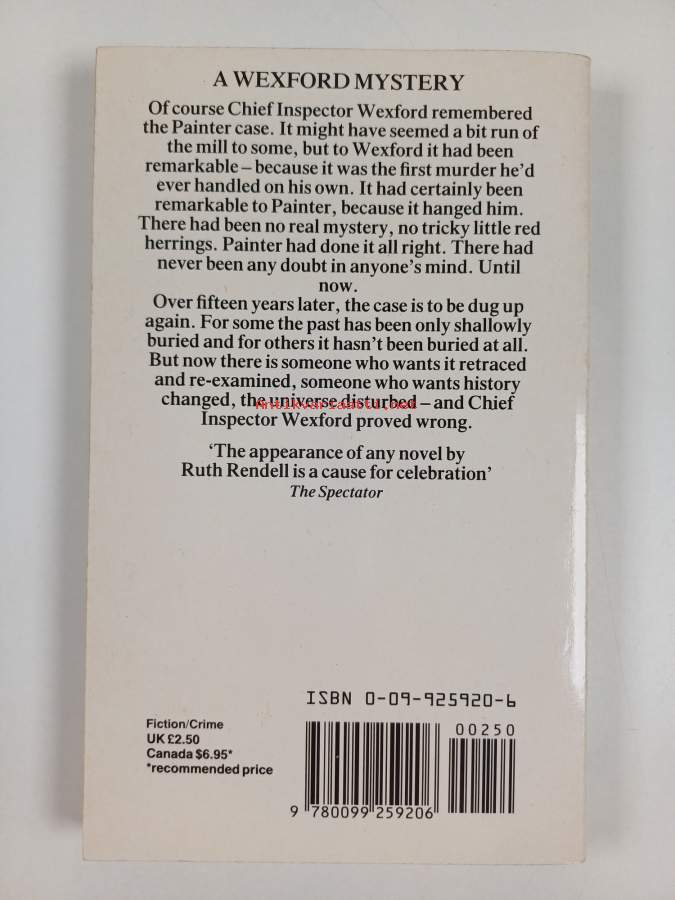 A WEXFORD MYSTERY
Of course Chief Inspector Wexford remembered
the Painter case. It might have seemed a bit run of
the mill to some, but to Wexford it had been
remarkable – because it was the first murder he’d
ever handled on his own. It had certainly been
remarkable to Painter, because it hanged him.
There had been no real mystery, no tricky little red
herrings. Painter had done it all right. There had
never been any doubt in anyone’s mind. Until
now.
Over fifteen years later, the case is to be dug up
again. For some the past has been only shallowly
buried and for others it hasn’t been buried at all.
But now there is someone who wants it retraced
and re-examined, someone who wants history
changed, the universe disturbed – and Chief
Antikvariaatti.net
Inspector Wexford proved wrong.
‘The appearance of any novel by
Ruth Rendell is a cause for celebration’
The Spectator
ISBN 0-09-925920-6
Fiction/Crime
UK £2.50
Canada $6.95*
*recommended price
00250
9 780099 259206